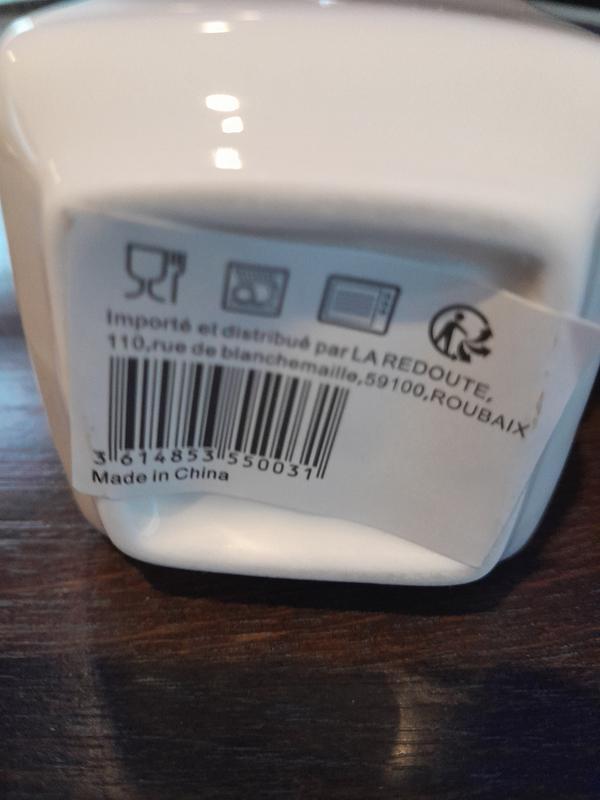 Importé et distribué par LA REDOUTE,
110,rue de blanchemaille,59100,ROUBAIX
3 614853 550031
Made in China